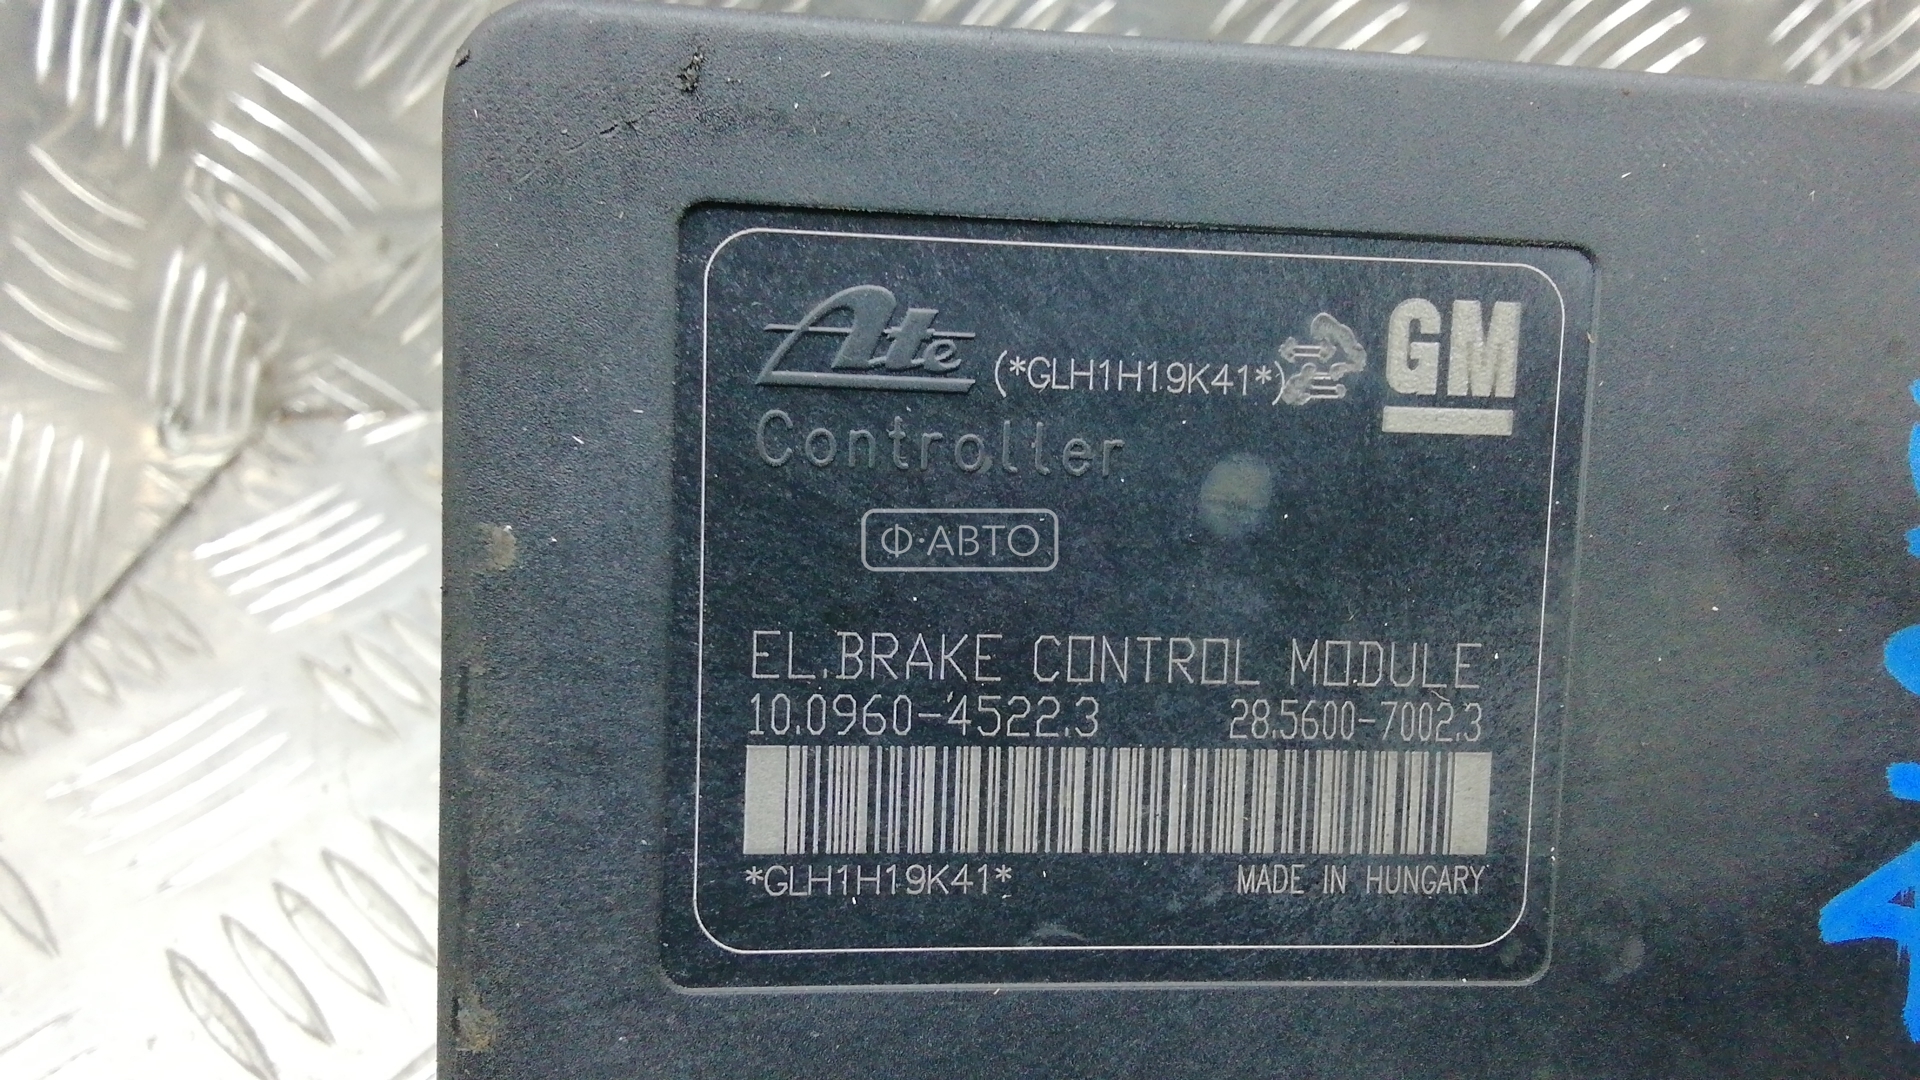 Ate (*GLH1H19K41*) GM
Controller
Ф·АВТО
EL.BRAKE CONTROL MODULE
10.0960-4522.3 28.5600-7002.3
*GLH1H19K41* MADE IN HUNGARY